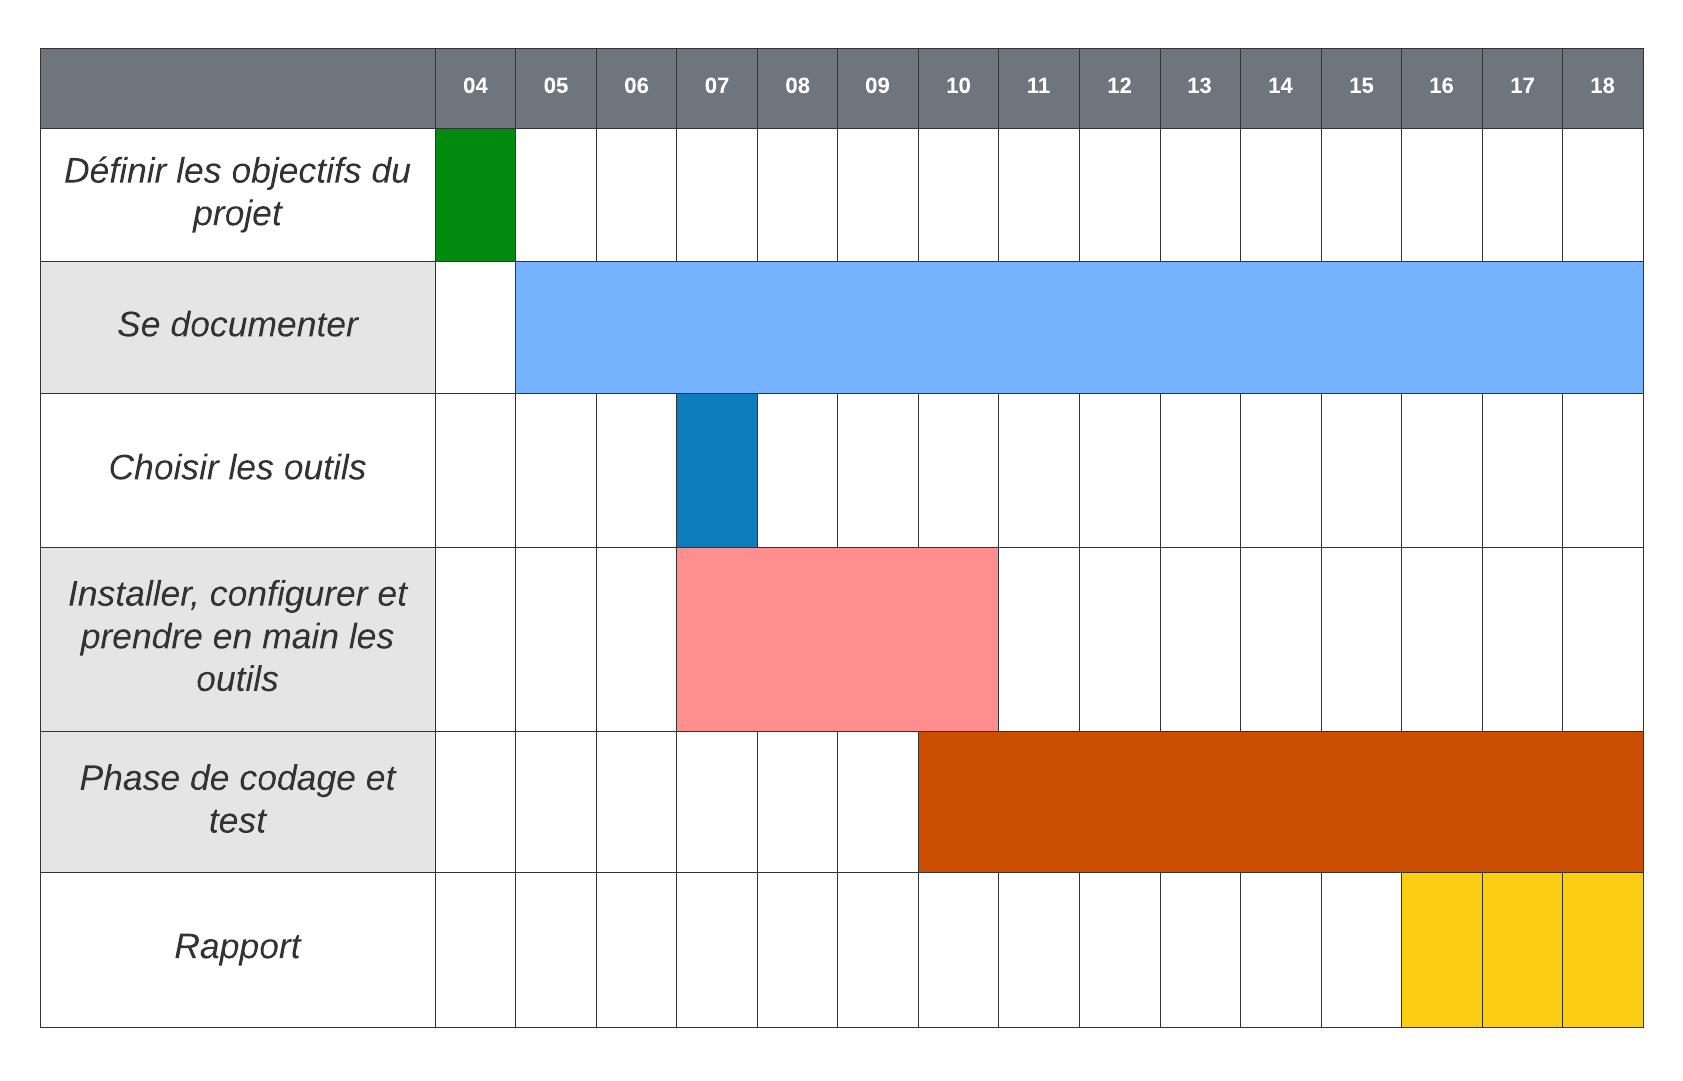 04 05 06 07 08 09 10 11 12 13 14 15 16 17 18
Définir les objectifs du
projet
Se documenter
Choisir les outils
Installer, configurer et
prendre en main les
outils
Phase de codage et
test
Rapport